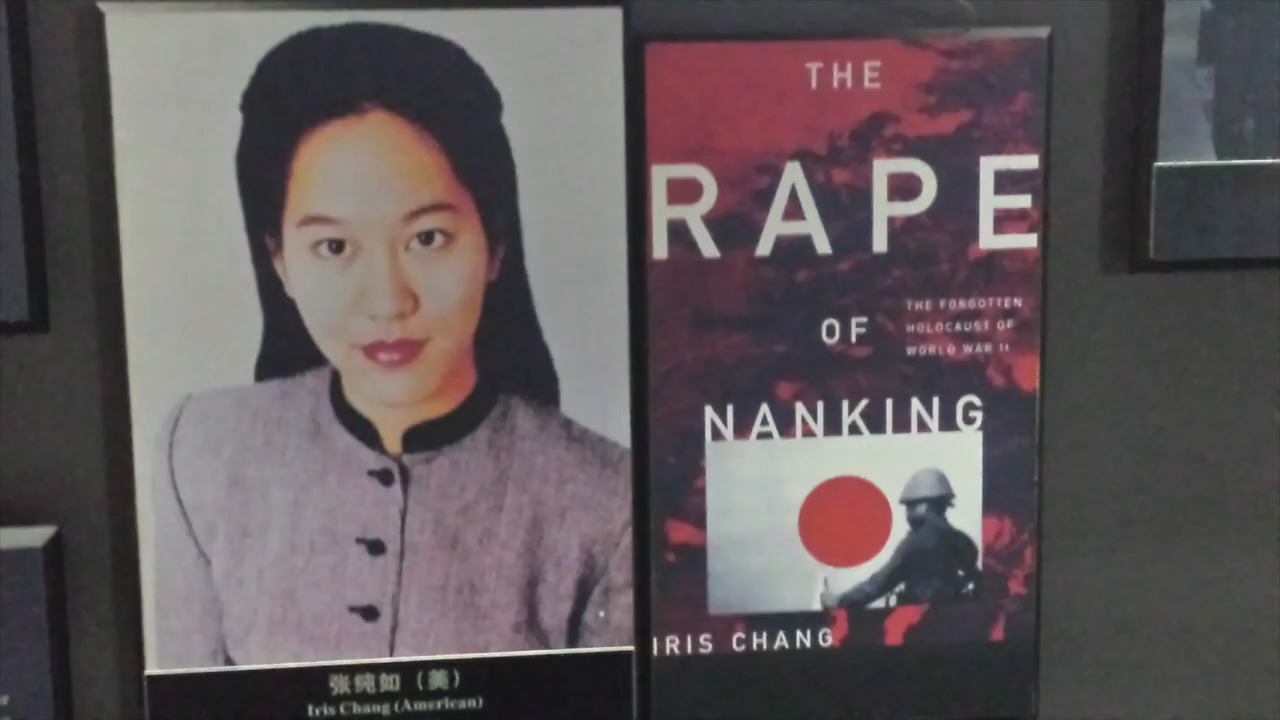 张纯如（美）
Iris Chang (American)
THE
RAPE
OF
THE FORGOTTEN
HOLOCAUST OF
WORLD WAR II
NANKING
IRIS CHANG